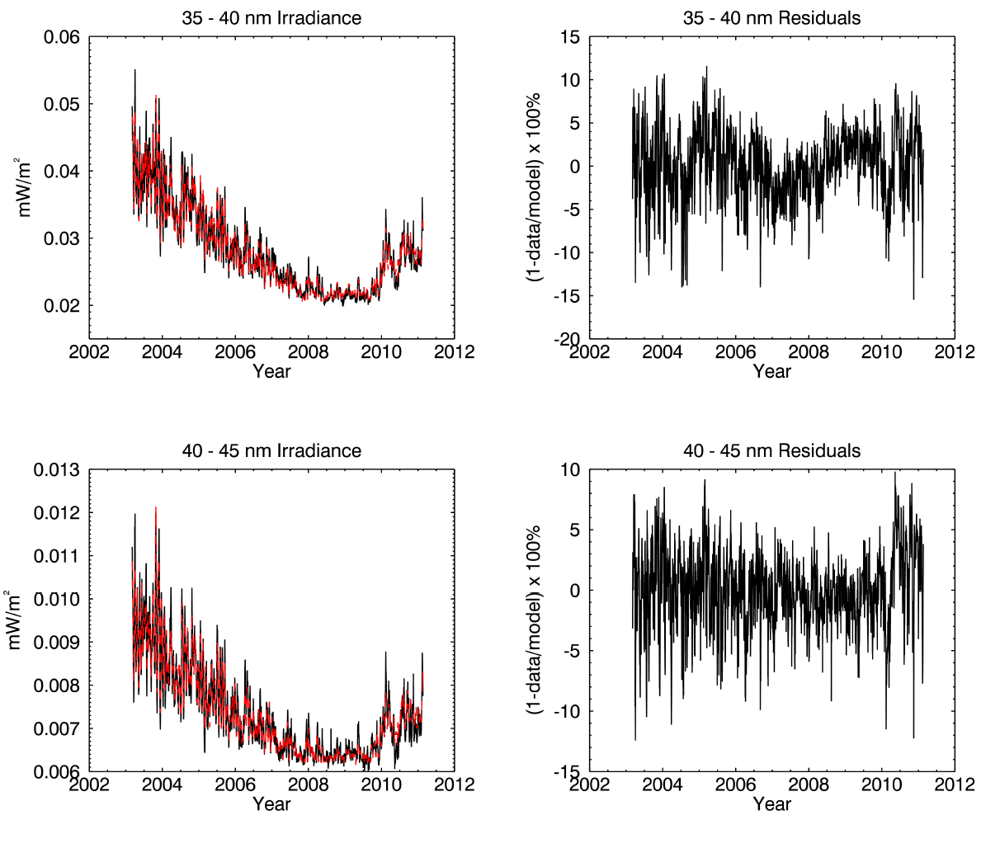 35 - 40 nm Irradiance
mW/m²
0.06
0.05
0.04
0.03
0.02
2002 2004 2006 2008 2010 2012
Year
35 - 40 nm Residuals
(1-data/model) x 100%
15
10
5
0
-5
-10
-15
-20
2002 2004 2006 2008 2010 2012
Year
40 - 45 nm Irradiance
mW/m²
0.013
0.012
0.011
0.010
0.009
0.008
0.007
0.006
2002 2004 2006 2008 2010 2012
Year
40 - 45 nm Residuals
(1-data/model) x 100%
10
5
0
-5
-10
-15
2002 2004 2006 2008 2010 2012
Year